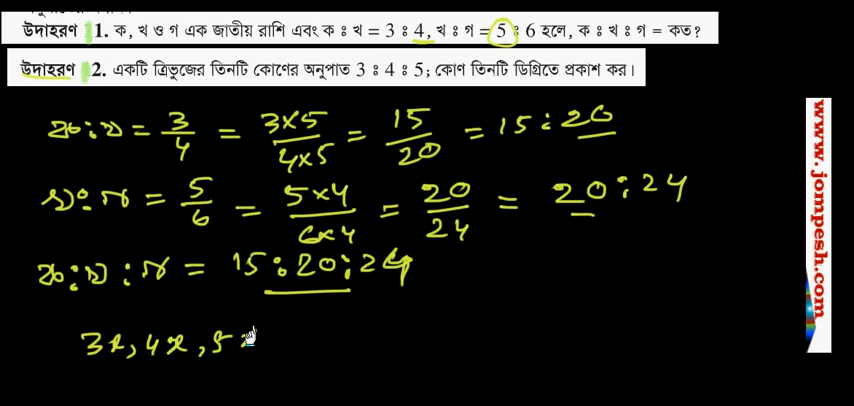 উদাহরণ 1. ক, খ ও গ এক জাতীয় রাশি এবং ক ঃ খ = 3 ঃ 4, খ ঃ গ = 5 ঃ 6 হলে, ক ঃ খ ঃ গ = কত?
উদাহরণ 2. একটি ত্রিভুজের তিনটি কোণের অনুপাত 3 ঃ 4 ঃ 5; কোণ তিনটি ডিগ্রিতে প্রকাশ কর।
ক:খ = 3/4 = 3×5/4×5 = 15/20 = 15:20
খ:গ = 5/6 = 5×4/6×4 = 20/24 = 20:24
ক:খ:গ = 15:20:24
3x, 4x, 5
www.jompesh.com